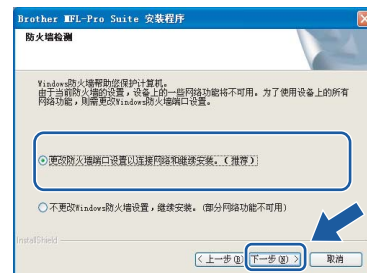 Brother MFL-Pro Suite 安装程序
防火墙检测
Windows防火墙帮助您保护计算机。
由于当前防火墙的设置，设备上的一些网络功能将不可用。为了使用设备上的所有
网络功能，则需更改Windows防火墙端口设置。
更改防火墙端口设置以连接网络和继续安装。（推荐）
不更改Windows防火墙设置，继续安装。(部分网络功能不可用)
InstallShield
< 上一步(B)
下一步(N) >
取消